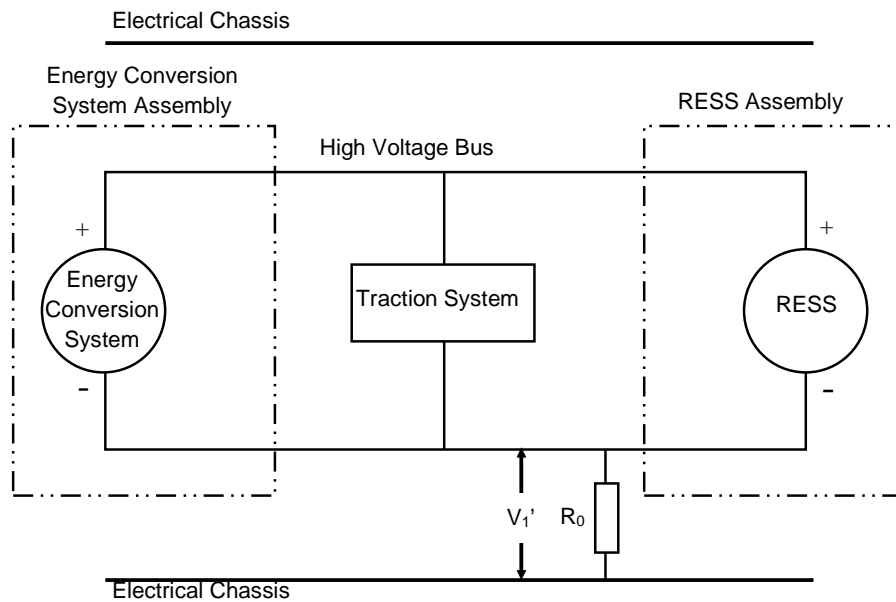 Electrical Chassis
Energy Conversion
System Assembly
RESS Assembly
High Voltage Bus
+
+
Energy
Conversion
System
Traction System
RESS
-
-
V₁’
R₀
Electrical Chassis